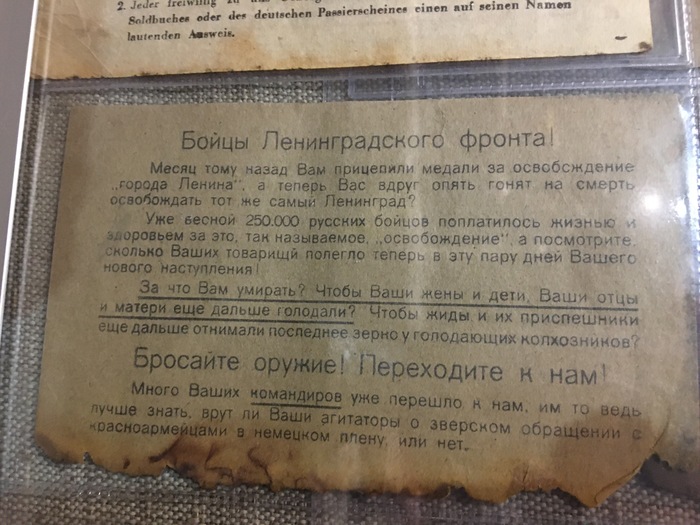 2. Jeder freiwillig zu
Soldbuches oder des deutschen Passierscheines einen auf seinen Namen
lautenden Ausweis.
Бойцы Ленинградского фронта!
Месяц тому назад Вам прицепили медали за освобсждение
„города Ленина“, а теперь Вас вдруг опять гонят на смерть
освобождать тот же самый Ленинград?
Уже весной 250.000 русских бойцов поплатилось жизнью и
здоровьем за это, так называемое, „освобождение“, а посмотрите,
сколько Ваших товарищй полегло теперь в эту пару дней Вашего
нового наступления!
За что Вам умирать? Чтобы Ваши жены и дети, Ваши отцы
и матери еще дальше голодали? Чтобы жиды и их приспешники
еще дальше отнимали последнее зерно у голодающих колхозников?
Бросайте оружие! Переходите к нам!
Много Ваших командиров уже перешло к нам, им то ведь
лучше знать, врут ли Ваши агитаторы о зверском обращении с
красноармейцами в немецком плену, или нет.